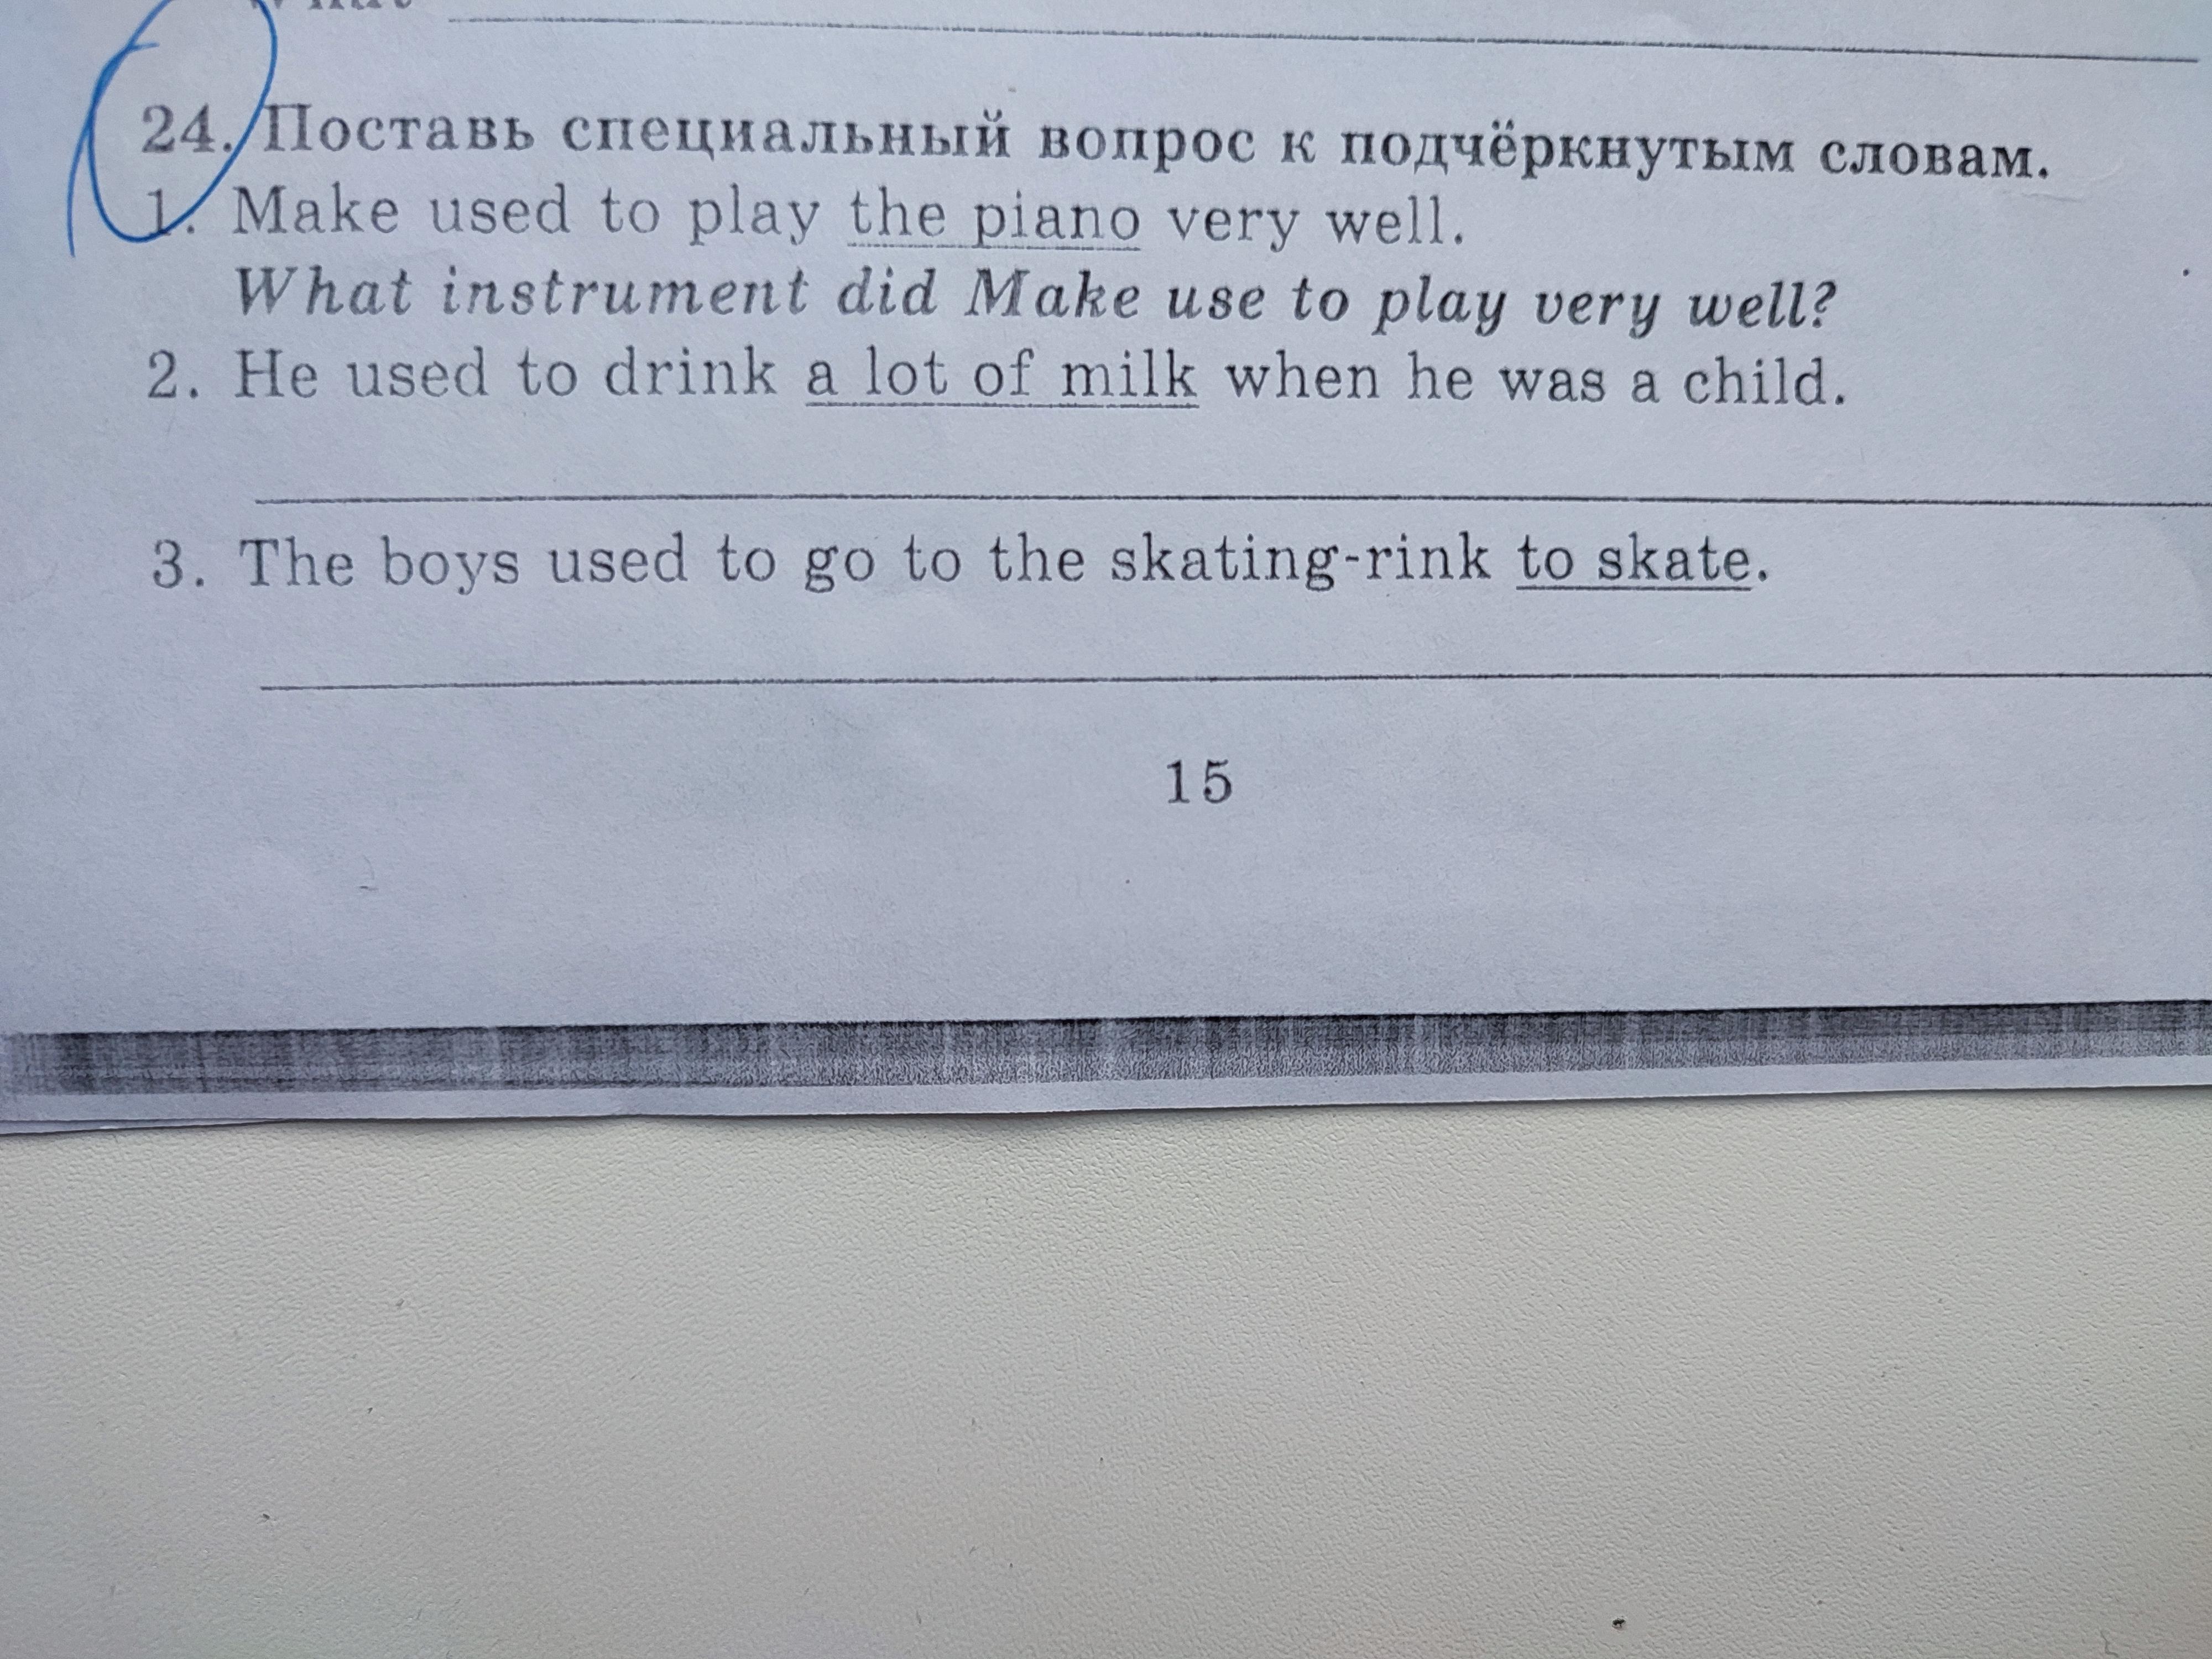 24. Поставь специальный вопрос к подчёркнутым словам.
1. Make used to play the piano very well.
What instrument did Make use to play very well?
2. He used to drink a lot of milk when he was a child.
3. The boys used to go to the skating-rink to skate.
15